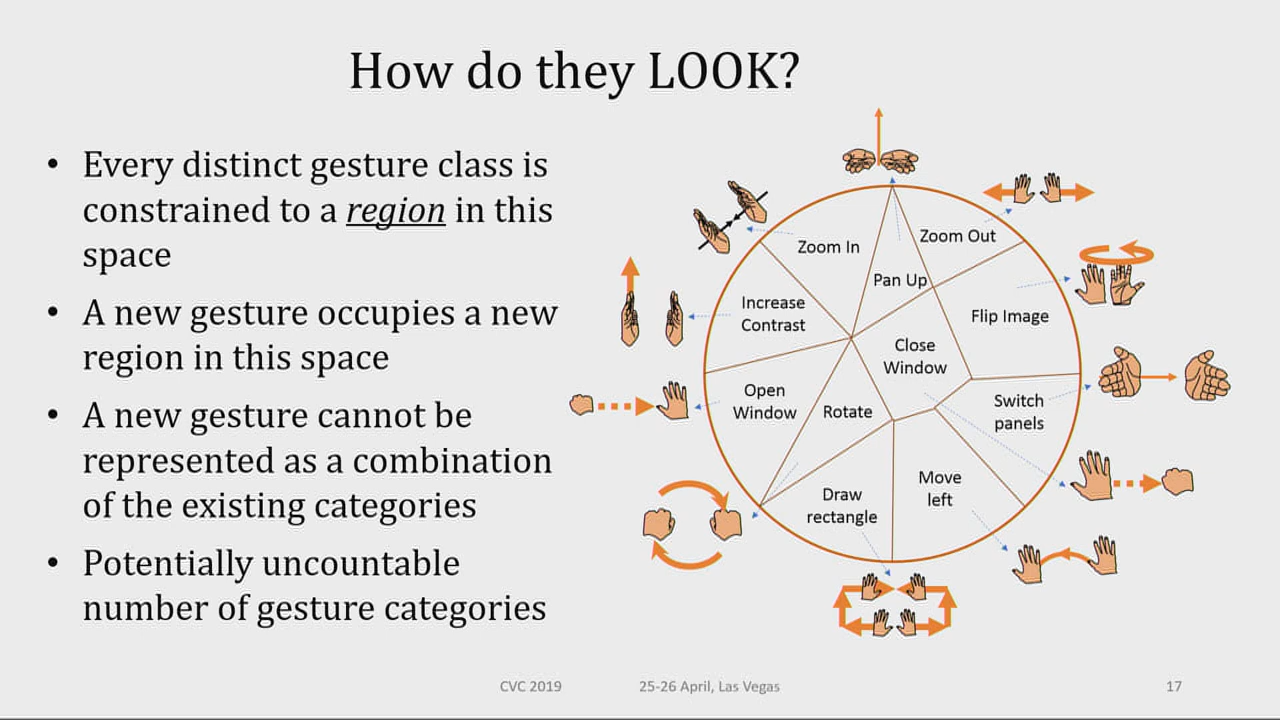 How do they LOOK?
• Every distinct gesture class is
constrained to a region in this
space
• A new gesture occupies a new
region in this space
• A new gesture cannot be
represented as a combination
of the existing categories
• Potentially uncountable
number of gesture categories
Zoom In
Zoom Out
Pan Up
Increase
Contrast
Flip Image
Close
Window
Open
Window
Rotate
Switch
panels
Draw
rectangle
Move
left
CVC 2019
25-26 April, Las Vegas
17